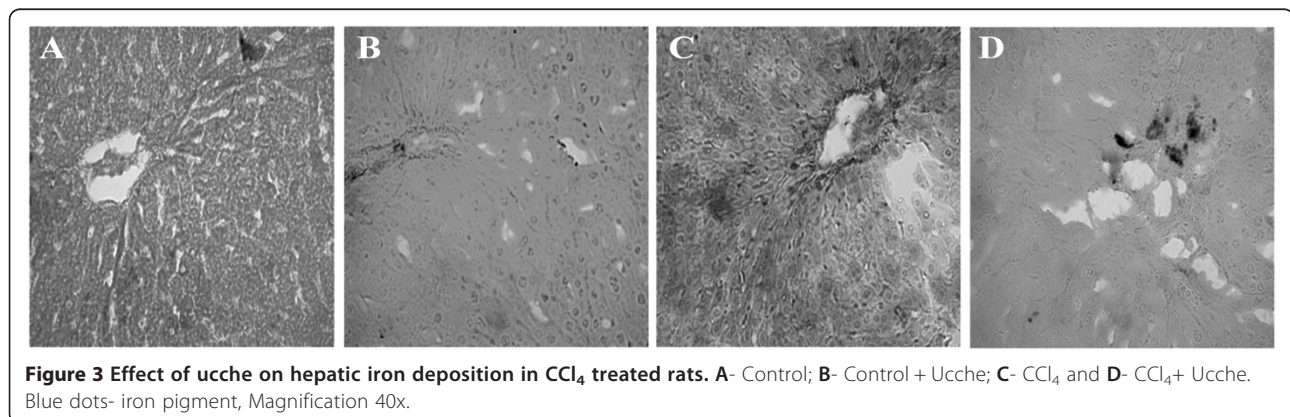 A B C D
Figure 3 Effect of ucche on hepatic iron deposition in CCl₄ treated rats. A- Control; B- Control + Ucche; C- CCl₄ and D- CCl₄+ Ucche.
Blue dots- iron pigment, Magnification 40x.